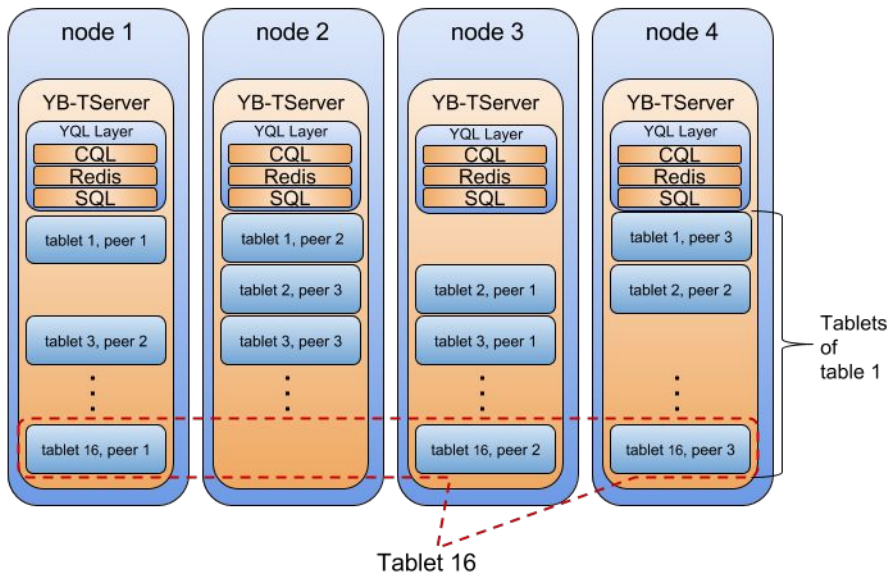 node 1
node 2
node 3
node 4
YB-TServer
YB-TServer
YB-TServer
YB-TServer
YQL Layer
YQL Layer
YQL Layer
YQL Layer
CQL
CQL
CQL
CQL
Redis
Redis
Redis
Redis
SQL
SQL
SQL
SQL
tablet 1, peer 1
tablet 1, peer 2
tablet 1, peer 3
tablet 2, peer 3
tablet 2, peer 1
tablet 2, peer 2
tablet 3, peer 2
tablet 3, peer 3
tablet 3, peer 1
Tablets
of
table 1
tablet 16, peer 1
tablet 16, peer 2
tablet 16, peer 3
Tablet 16